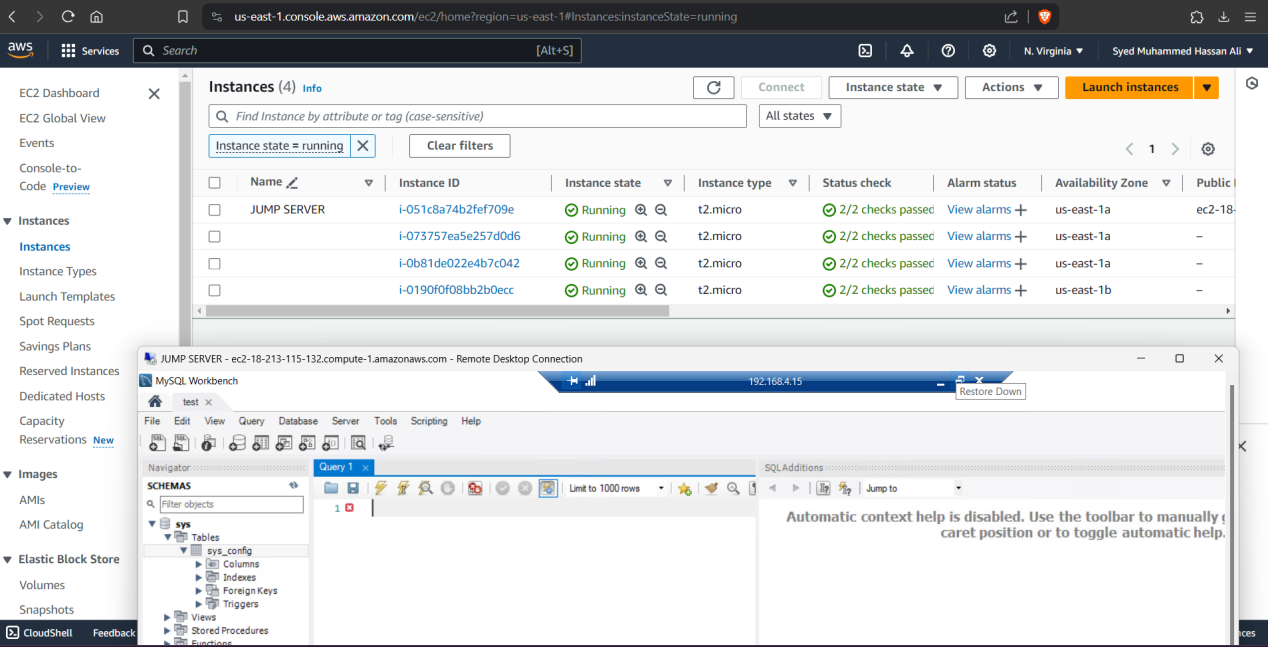 us-east-1.console.aws.amazon.com/ec2/home?region=us-east-1#Instances:instanceState=running
aws
Services
Search
[Alt+S]
N. Virginia
Syed Muhammed Hassan Ali
EC2 Dashboard
EC2 Global View
Events
Console-to-
Code Preview
Instances
Instances
Instance Types
Launch Templates
Spot Requests
Savings Plans
Reserved Instances
Dedicated Hosts
Capacity
Reservations New
Images
AMIs
AMI Catalog
Elastic Block Store
Volumes
Snapshots
Instances (4) Info
Connect
Instance state
Actions
Launch instances
Find Instance by attribute or tag (case-sensitive)
All states
Instance state = running
Clear filters
1
Name Instance ID Instance state Instance type Status check Alarm status Availability Zone Public
JUMP SERVER i-051c8a74b2fef709e Running t2.micro 2/2 checks passed View alarms + us-east-1a ec2-18-
i-073757ea5e257d0d6 Running t2.micro 2/2 checks passed View alarms + us-east-1a –
i-0b81de022e4b7c042 Running t2.micro 2/2 checks passed View alarms + us-east-1a –
i-0190f0f08bb2b0ecc Running t2.micro 2/2 checks passed View alarms + us-east-1b –
JUMP SERVER - ec2-18-213-115-132.compute-1.amazonaws.com - Remote Desktop Connection
MySQL Workbench
192.168.4.15
Restore Down
test
File Edit View Query Database Server Tools Scripting Help
Navigator
SCHEMAS
Filter objects
sys
Tables
sys_config
Columns
Indexes
Foreign Keys
Triggers
Views
Stored Procedures
Functions
Query 1
Limit to 1000 rows
1
SQLAdditions
Jump to
Automatic context help is disabled. Use the toolbar to manually
caret position or to toggle automatic help.
CloudShell
Feedback